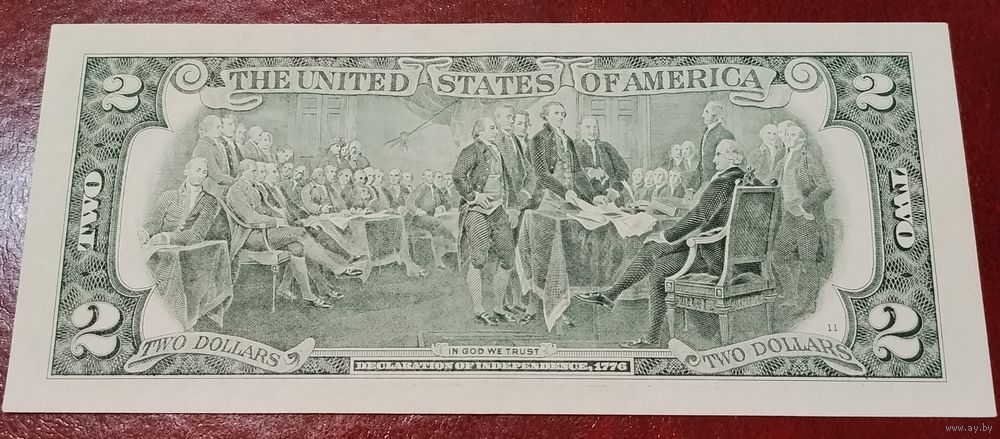 2 THE UNITED STATES OF AMERICA 2
TWO
TWO
2
2
11
TWO DOLLARS
TWO DOLLARS
IN GOD WE TRUST
DECLARATION OF INDEPENDENCE, 1776
www.ay.by